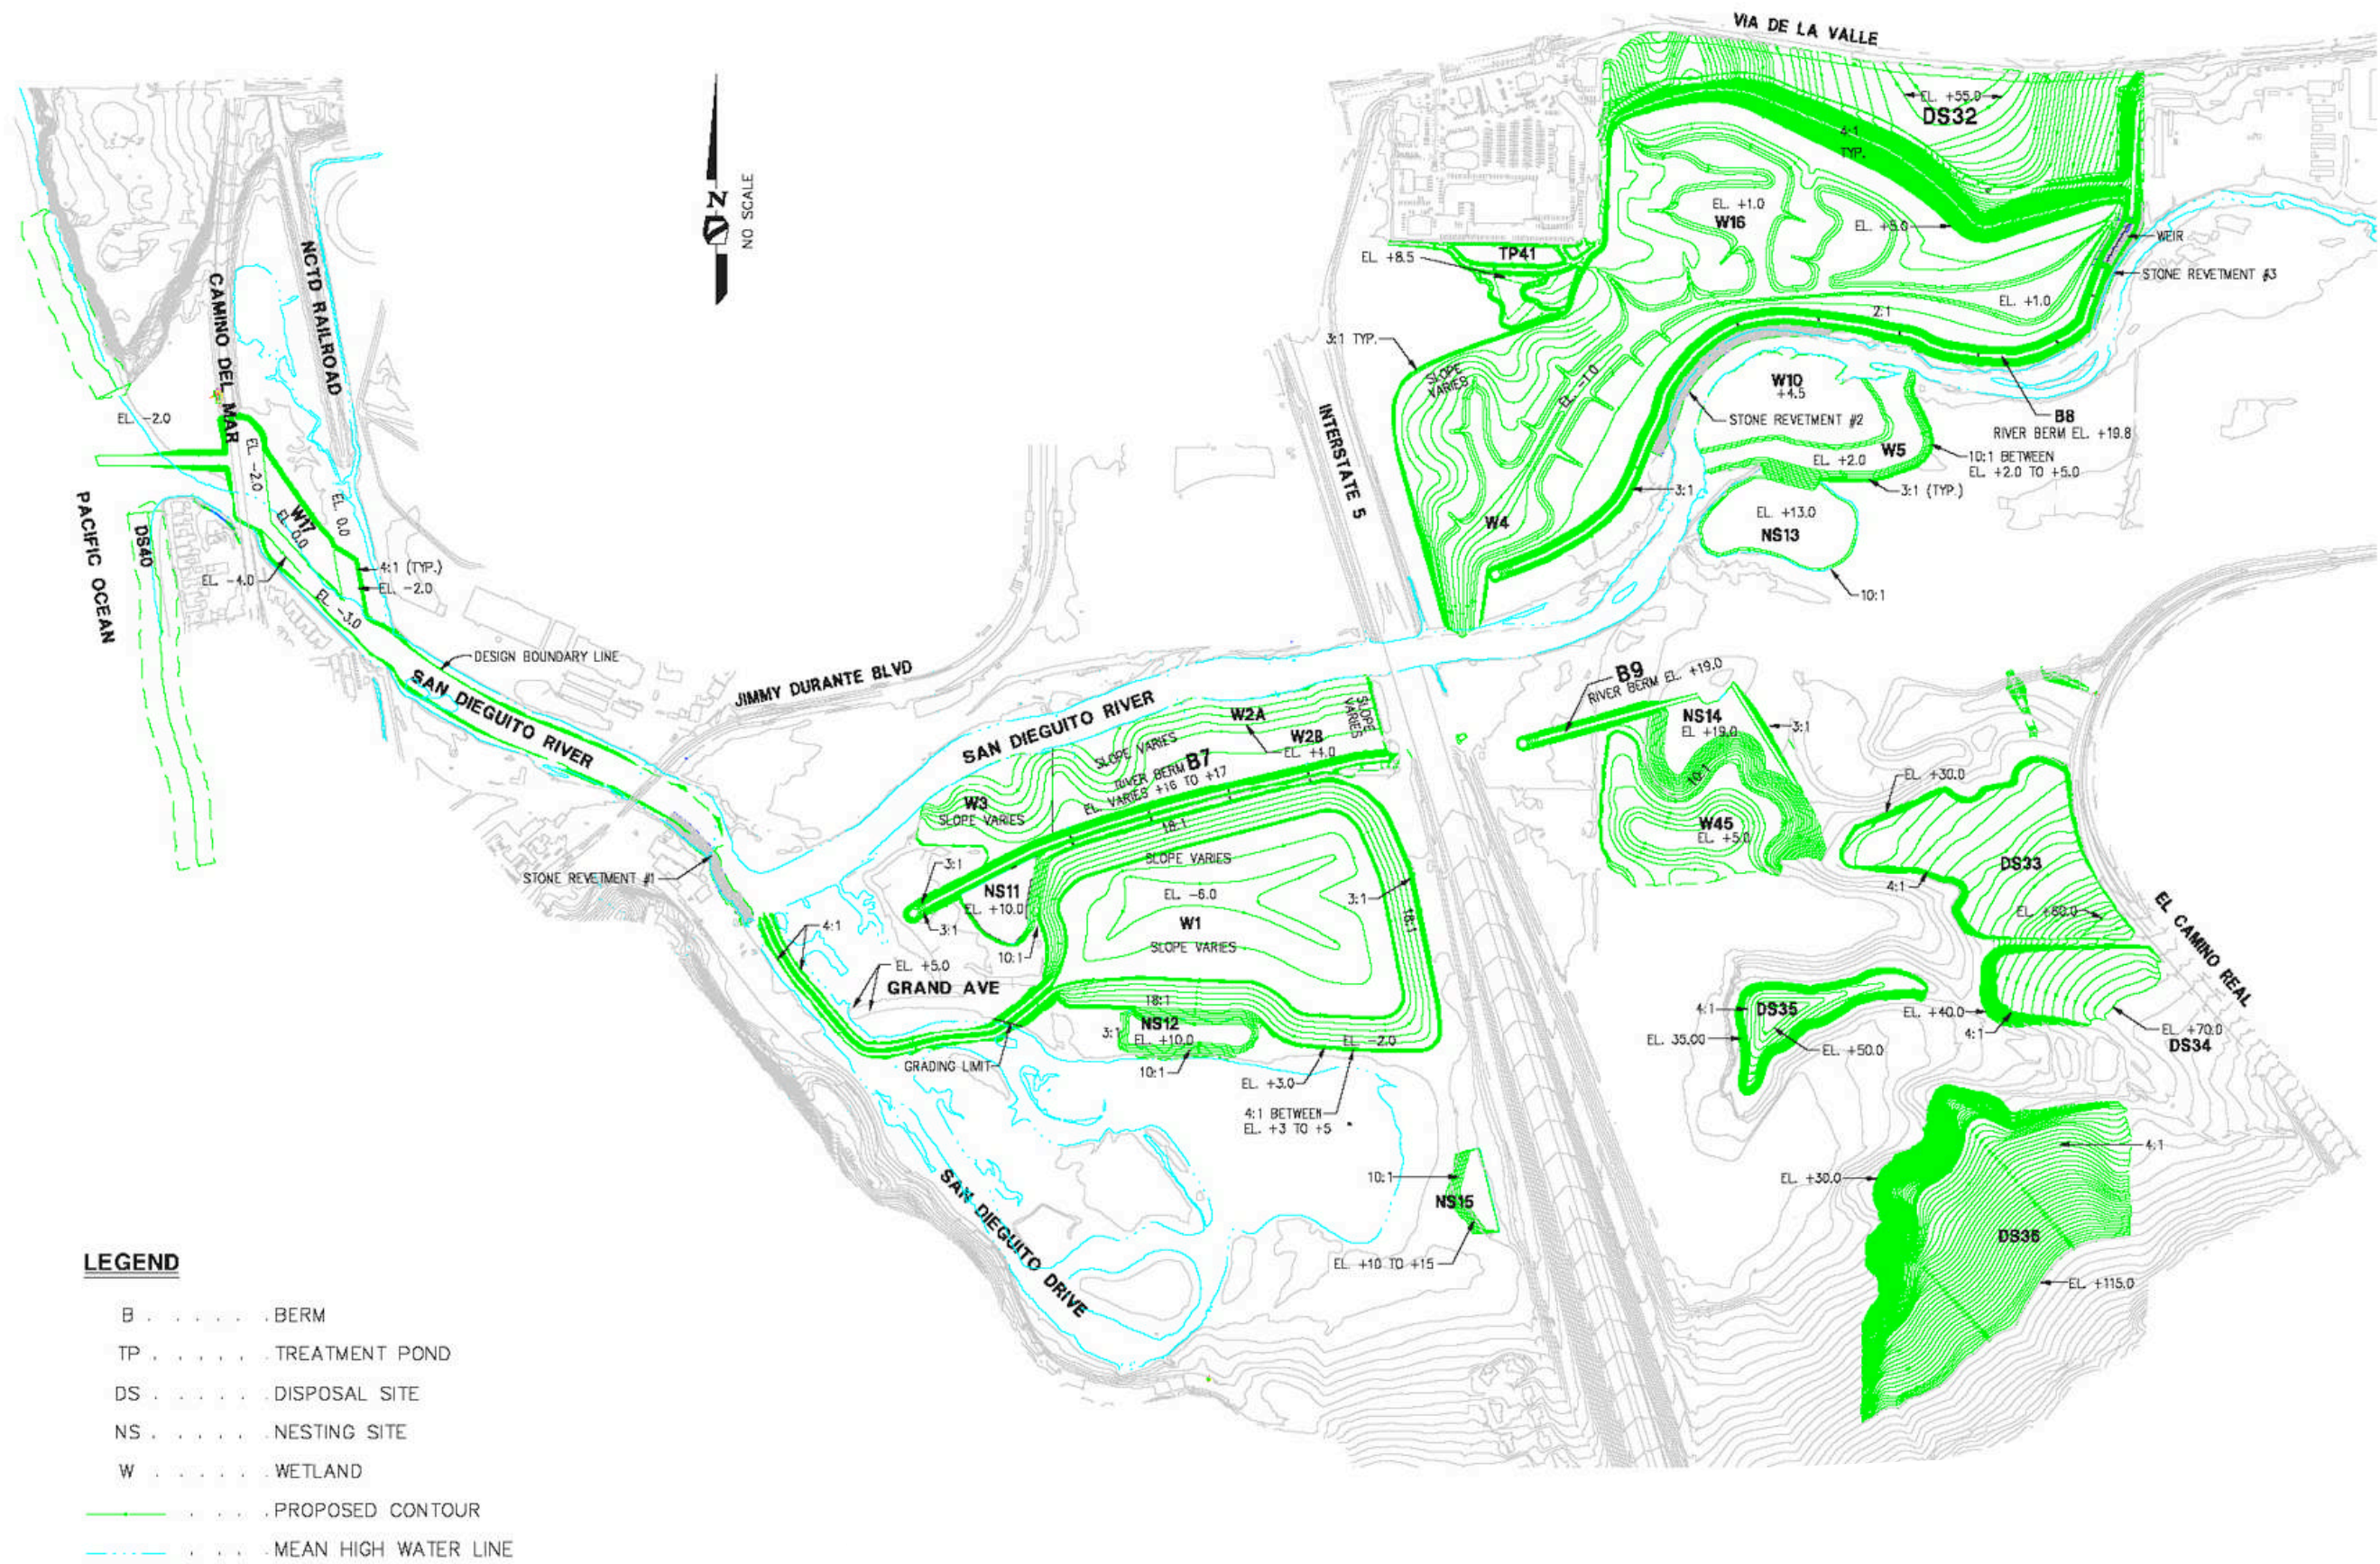 VIA DE LA VALLE
EL. +55.0
DS32
4:1
TYP.
N
NO SCALE
EL. +1.0
W16
EL. +5.0
WEIR
STONE REVETMENT #3
TP41
EL. +8.5
EL. +1.0
2:1
3:1 TYP.
SLOPE
VARIES
EL. -1.0
W10
+4.5
STONE REVETMENT #2
B8
RIVER BERM EL. +19.8
W5
EL. +2.0
10:1 BETWEEN
EL. +2.0 TO +5.0
3:1 (TYP.)
3:1
W4
EL. +13.0
NS13
10:1
INTERSTATE 5
CAMINO DEL MAR
NCTD RAILROAD
EL. -2.0
EL. -2.0
W17
EL. 0.0
EL. 0.0
PACIFIC OCEAN
DS40
EL. -4.0
4:1 (TYP.)
EL. -2.0
EL. -3.0
DESIGN BOUNDARY LINE
SAN DIEGUITO RIVER
JIMMY DURANTE BLVD
SAN DIEGUITO RIVER
W2A
SLOPE VARIES
W2B
EL. +4.0
SLOPE
VARIES
RIVER BERM B7
EL. VARIES +16 TO +17
W3
SLOPE VARIES
18:1
B9
RIVER BERM EL. +19.0
NS14
EL +19.0
3:1
10:1
W45
EL. +5.0
EL. +30.0
DS33
4:1
EL. +60.0
EL CAMINO REAL
STONE REVETMENT #1
3:1
NS11
EL. +10.0
3:1
10:1
SLOPE VARIES
EL. -6.0
W1
SLOPE VARIES
3:1
18:1
4:1
EL. +5.0
GRAND AVE
18:1
NS12
EL. +10.0
3:1
10:1
EL. -2.0
GRADING LIMIT
EL. +3.0
4:1 BETWEEN
EL. +3 TO +5
4:1
DS35
EL. 35.00
EL. +50.0
EL. +40.0
4:1
EL. +70.0
DS34
4:1
EL. +30.0
DS36
EL. +115.0
10:1
NS15
EL. +10 TO +15
SAN DIEGUITO DRIVE
LEGEND
B . . . . . . BERM
TP . . . . . TREATMENT POND
DS . . . . . DISPOSAL SITE
NS . . . . . NESTING SITE
W . . . . . . WETLAND
. . . . PROPOSED CONTOUR
. . . . MEAN HIGH WATER LINE